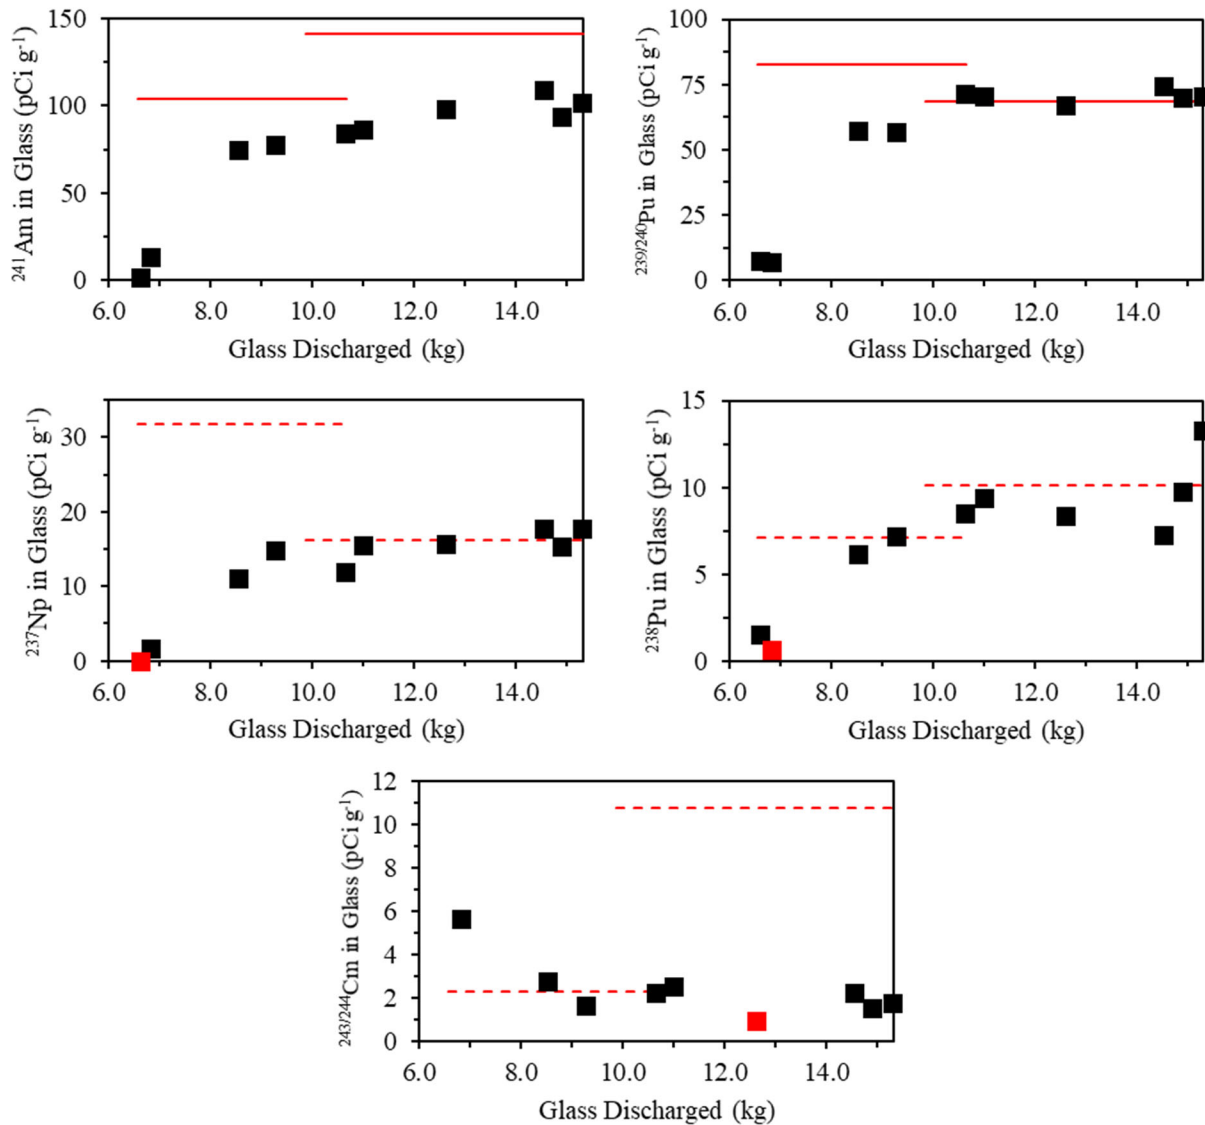 150
100
50
0
²⁴¹Am in Glass (pCi g⁻¹)
6.0 8.0 10.0 12.0 14.0
Glass Discharged (kg)
100
75
50
25
0
²³⁹/²⁴⁰Pu in Glass (pCi g⁻¹)
6.0 8.0 10.0 12.0 14.0
Glass Discharged (kg)
30
20
10
0
²³⁷Np in Glass (pCi g⁻¹)
6.0 8.0 10.0 12.0 14.0
Glass Discharged (kg)
15
10
5
0
²³⁸Pu in Glass (pCi g⁻¹)
6.0 8.0 10.0 12.0 14.0
Glass Discharged (kg)
12
10
8
6
4
2
0
²⁴³/²⁴⁴Cm in Glass (pCi g⁻¹)
6.0 8.0 10.0 12.0 14.0
Glass Discharged (kg)